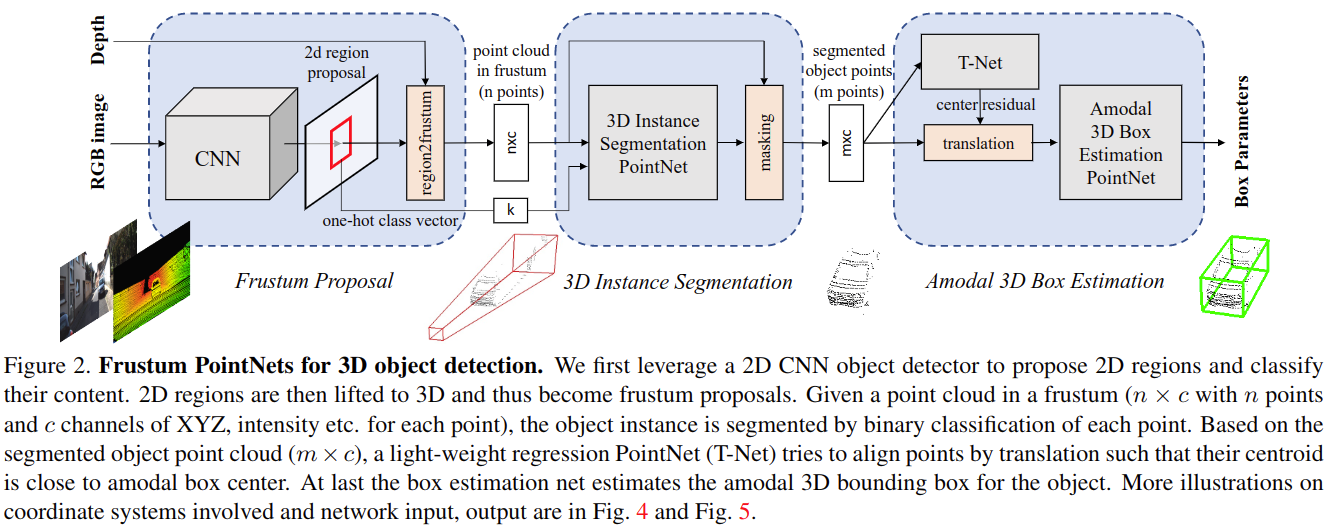 Depth
RGB image
CNN
2d region
proposal
region2frustum
one-hot class vector
Frustum Proposal
point cloud
in frustum
(n points)
nxc
k
3D Instance
Segmentation
PointNet
masking
3D Instance Segmentation
segmented
object points
(m points)
mxc
T-Net
center residual
translation
Amodal
3D Box
Estimation
PointNet
Amodal 3D Box Estimation
Box Parameters
Figure 2. Frustum PointNets for 3D object detection. We first leverage a 2D CNN object detector to propose 2D regions and classify
their content. 2D regions are then lifted to 3D and thus become frustum proposals. Given a point cloud in a frustum (n × c with n points
and c channels of XYZ, intensity etc. for each point), the object instance is segmented by binary classification of each point. Based on the
segmented object point cloud (m × c), a light-weight regression PointNet (T-Net) tries to align points by translation such that their centroid
is close to amodal box center. At last the box estimation net estimates the amodal 3D bounding box for the object. More illustrations on
coordinate systems involved and network input, output are in Fig. 4 and Fig. 5.